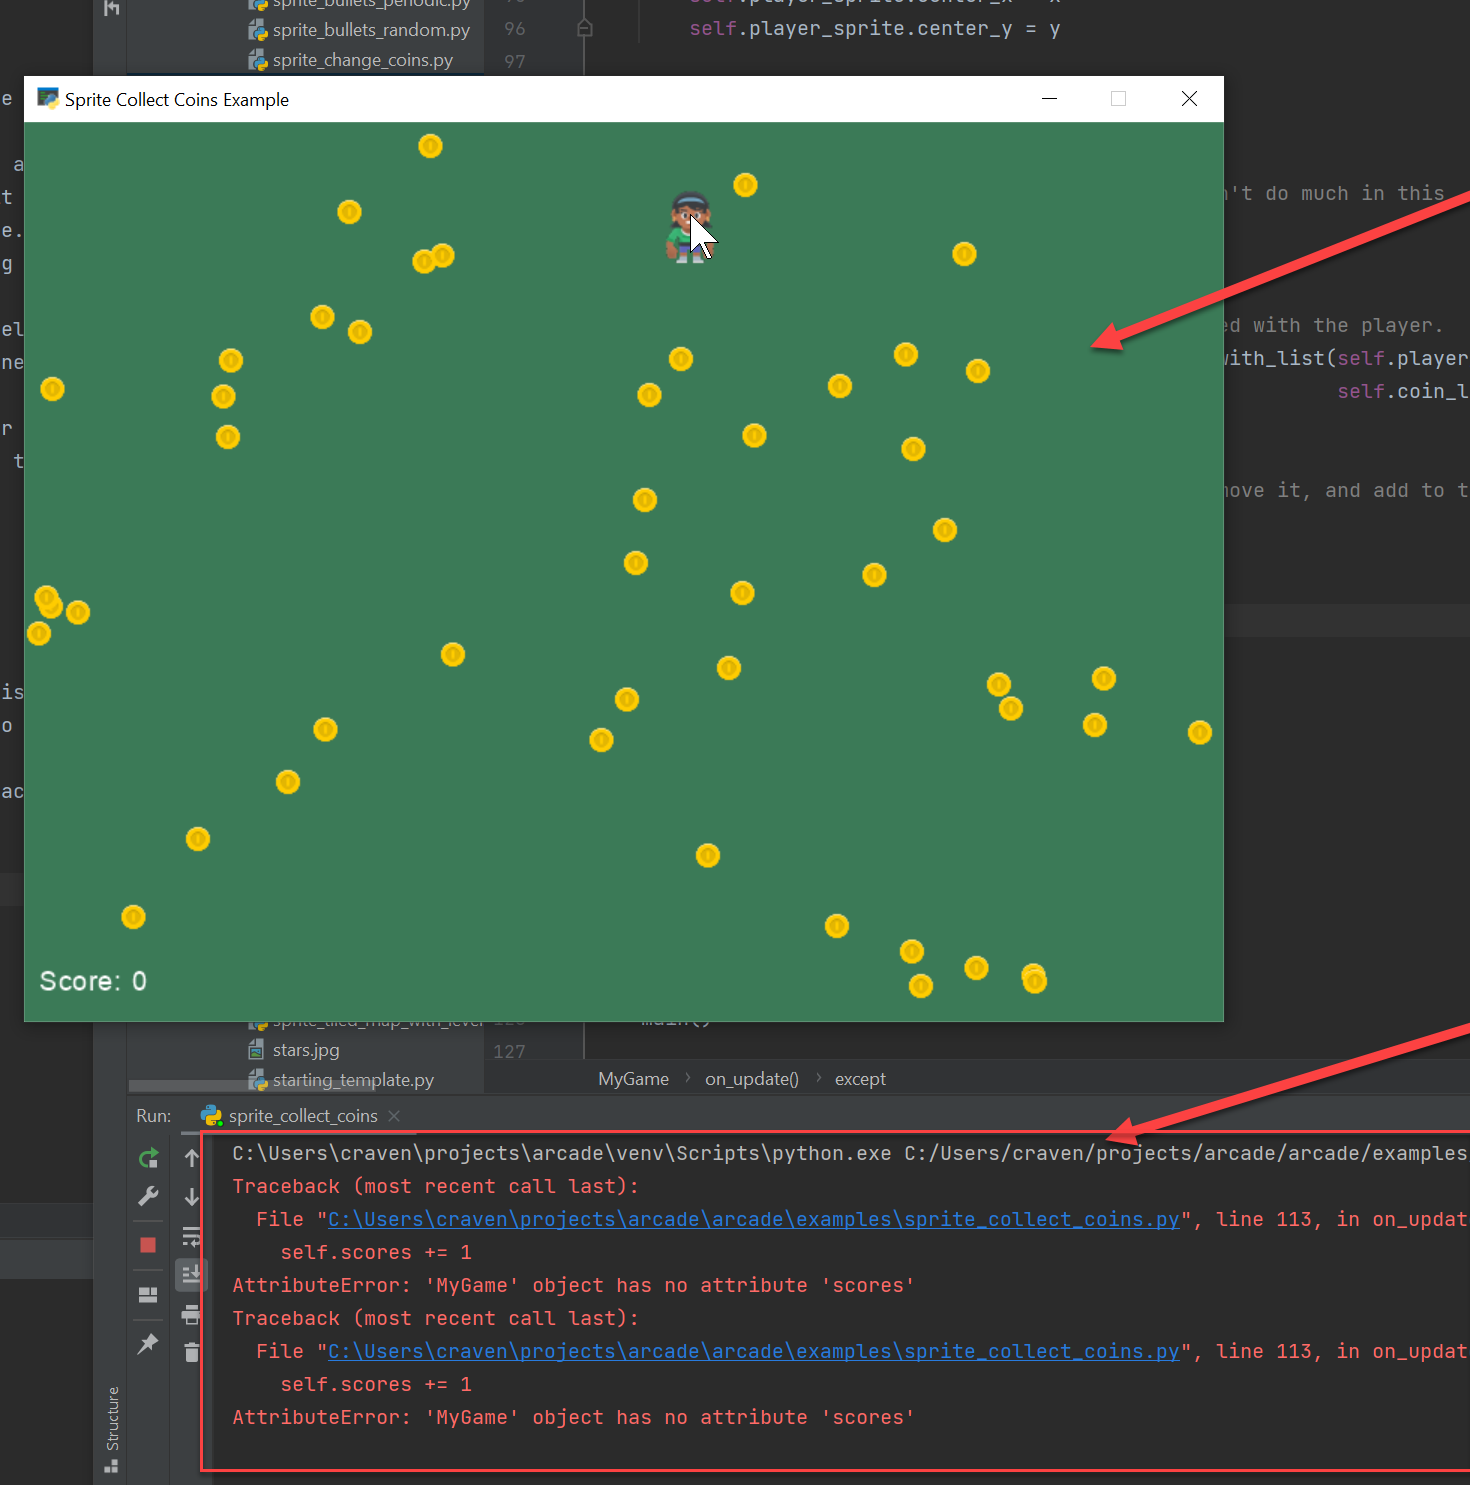 sprite_bullets_periodic.py
sprite_bullets_random.py
96
self.player_sprite.center_y = y
sprite_change_coins.py
97
Sprite Collect Coins Example
e
a
t
n't do much in this
e.
g
el
ed with the player.
ne
with_list(self.player
self.coin_l
r
t
move it, and add to t
is
o
ac
Score: 0
stars.jpg
127
starting_template.py
MyGame
on_update()
except
Run:
sprite_collect_coins
C:\Users\craven\projects\arcade\venv\Scripts\python.exe C:/Users/craven/projects/arcade/arcade/examples
Traceback (most recent call last):
File "C:\Users\craven\projects\arcade\arcade\examples\sprite_collect_coins.py", line 113, in on_updat
self.scores += 1
AttributeError: 'MyGame' object has no attribute 'scores'
Traceback (most recent call last):
File "C:\Users\craven\projects\arcade\arcade\examples\sprite_collect_coins.py", line 113, in on_updat
self.scores += 1
AttributeError: 'MyGame' object has no attribute 'scores'
Structure